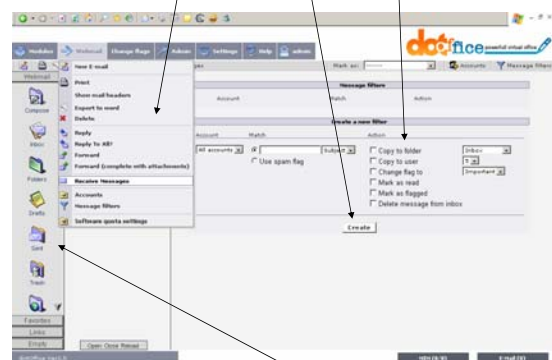 Modules Webmail Change flags Admin Settings Help admin
dotoffice powerful virtual office
Mark as: Accounts Message filters
Webmail
Compose
Inbox
Folders
Drafts
Sent
Trash
Favorites
Links
Empty
New E-mail
Print
Show mail headers
Export to word
Delete
Reply
Reply To All?
Forward
Forward (complete with attachments)
Receive Messages
Accounts
Message filters
Software quota settings
Message filters
Account Match Action
Create a new filter
Account Match Action
All accounts Subject Copy to folder Inbox
Use spam flag Copy to user
Change flag to Important
Mark as read
Mark as flagged
Delete message from inbox
Create
Open Close Reload